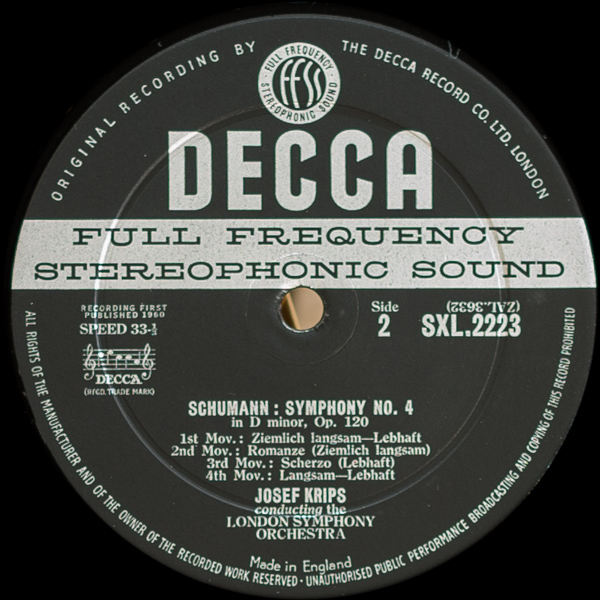 ORIGINAL RECORDING BY
THE DECCA RECORD CO. LTD. LONDON
FULL FREQUENCY
ffss
STEREOPHONIC SOUND
DECCA
FULL FREQUENCY
STEREOPHONIC SOUND
RECORDING FIRST
PUBLISHED 1960
SPEED 33-⅓
DECCA
(REGD. TRADE MARK)
Side
2
(ZAL.3632)
SXL.2223
SCHUMANN : SYMPHONY NO. 4
in D minor, Op. 120
1st Mov.: Ziemlich langsam—Lebhaft
2nd Mov.: Romanze (Ziemlich langsam)
3rd Mov.: Scherzo (Lebhaft)
4th Mov.: Langsam—Lebhaft
JOSEF KRIPS
conducting the
LONDON SYMPHONY
ORCHESTRA
Made in England
ALL RIGHTS OF THE MANUFACTURER AND OF THE OWNER OF THE RECORDED WORK RESERVED · UNAUTHORISED PUBLIC PERFORMANCE BROADCASTING AND COPYING OF THIS RECORD PROHIBITED